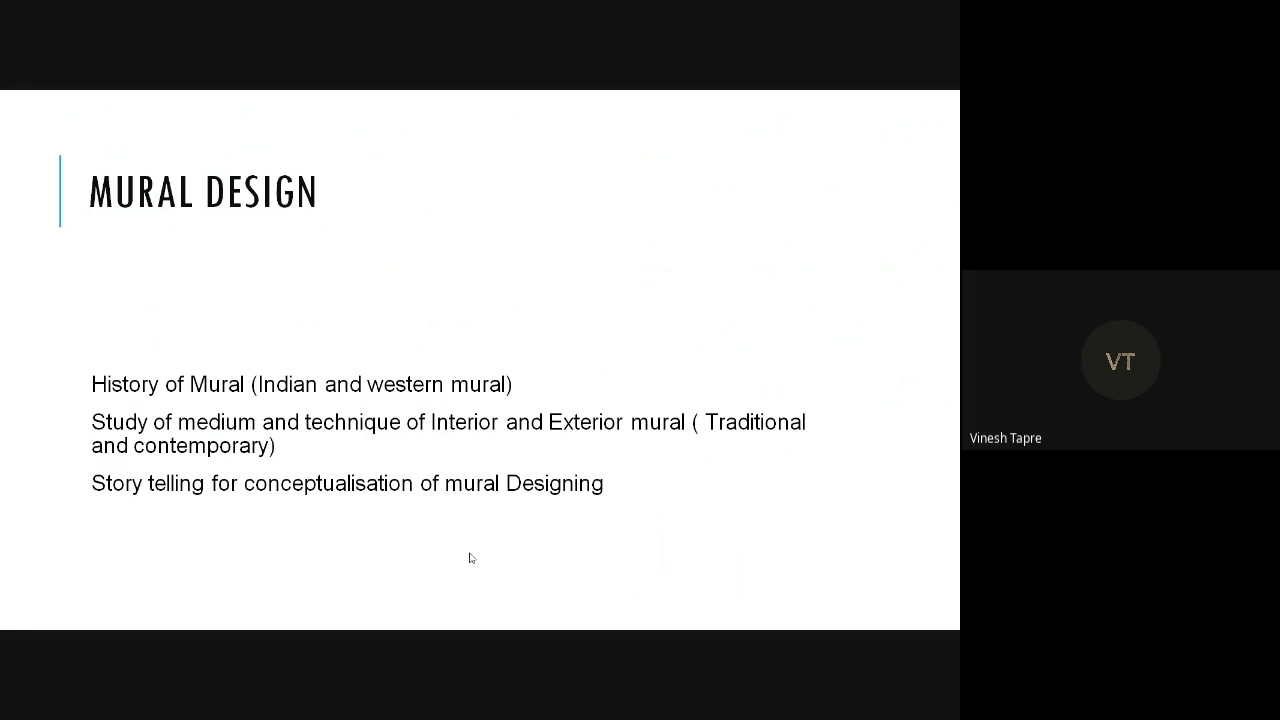 MURAL DESIGN
History of Mural (Indian and western mural)
Study of medium and technique of Interior and Exterior mural ( Traditional
and contemporary)
Story telling for conceptualisation of mural Designing
VT
Vinesh Tapre